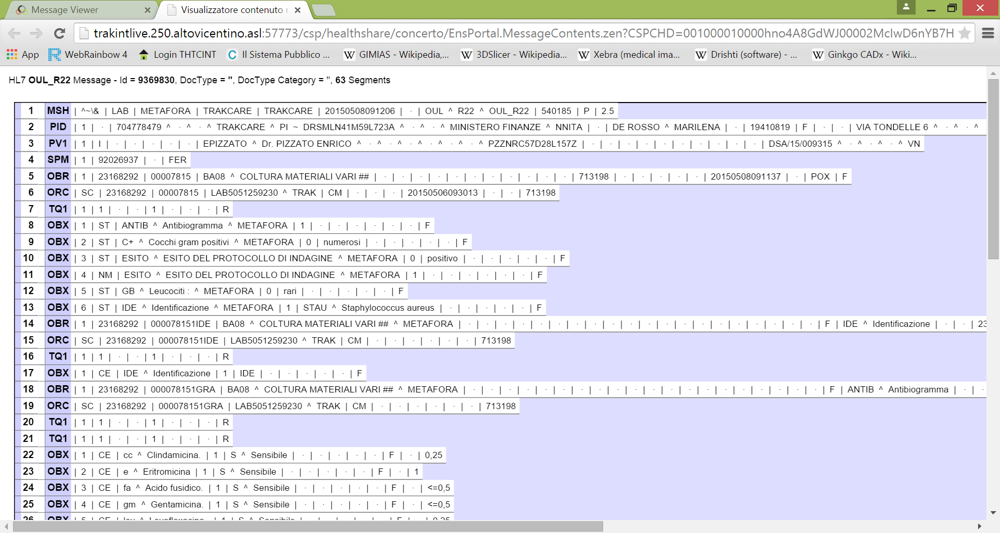 Message Viewer
Visualizzatore contenuto
trakintlive.250.altovicentino.asl:57773/csp/healthshare/concerto/EnsPortal.MessageContents.zen?CSPCHD=001000010000hno4A8GdWJ00002McIwD6nYB7H
App WebRainbow 4 Login THTCINT Il Sistema Pubblico ... GIMIAS - Wikipedia,... 3DSlicer - Wikipedia... Xebra (medical ima... Drishti (software) - ... Ginkgo CADx - Wiki...
HL7 OUL_R22 Message - Id = 9369830, DocType = '', DocType Category = '', 63 Segments
1 MSH | ^~\& | LAB | METAFORA | TRAKCARE | TRAKCARE | 20150508091206 | · | OUL ^ R22 ^ OUL_R22 | 540185 | P | 2.5
2 PID | 1 | · | 704778479 ^ · ^ · ^ TRAKCARE ^ PI ~ DRSMLN41M59L723A ^ · ^ · ^ MINISTERO FINANZE ^ NNITA | · | DE ROSSO ^ MARILENA | · | 19410819 | F | · | · | VIA TONDELLE 6 ^ · ^ · ^
3 PV1 | 1 | I | · | · | · | · | · | EPIZZATO ^ Dr. PIZZATO ENRICO ^ · ^ · ^ · ^ · ^ · ^ · ^ PZZNRC57D28L157Z | · | · | · | · | · | · | · | · | · | · | DSA/15/009315 ^ · ^ · ^ · ^ VN
4 SPM | 1 | 92026937 | · | FER
5 OBR | 1 | 23168292 | 00007815 | BA08 ^ COLTURA MATERIALI VARI ## | · | · | · | · | · | · | · | · | · | · | · | 713198 | · | · | · | · | · | 20150508091137 | · | · | POX | F
6 ORC | SC | 23168292 | 00007815 | LAB5051259230 ^ TRAK | CM | · | · | · | 20150506093013 | · | · | 713198
7 TQ1 | 1 | 1 | · | · | 1 | · | · | · | R
8 OBX | 1 | ST | ANTIB ^ Antibiogramma ^ METAFORA | 1 | · | · | · | · | · | · | F
9 OBX | 2 | ST | C+ ^ Cocchi gram positivi ^ METAFORA | 0 | numerosi | · | · | · | · | · | F
10 OBX | 3 | ST | ESITO ^ ESITO DEL PROTOCOLLO DI INDAGINE ^ METAFORA | 0 | positivo | · | · | · | · | · | F
11 OBX | 4 | NM | ESITO ^ ESITO DEL PROTOCOLLO DI INDAGINE ^ METAFORA | 1 | · | · | · | · | · | · | F
12 OBX | 5 | ST | GB ^ Leucociti : ^ METAFORA | 0 | rari | · | · | · | · | · | F
13 OBX | 6 | ST | IDE ^ Identificazione ^ METAFORA | 1 | STAU ^ Staphylococcus aureus | · | · | · | · | · | F
14 OBR | 1 | 23168292 | 000078151IDE | BA08 ^ COLTURA MATERIALI VARI ## ^ METAFORA | · | · | · | · | · | · | · | · | · | · | · | · | · | · | · | · | · | · | · | · | F | IDE ^ Identificazione | · | · | 23
15 ORC | SC | 23168292 | 000078151IDE | LAB5051259230 ^ TRAK | CM | · | · | · | · | · | · | 713198
16 TQ1 | 1 | 1 | · | · | 1 | · | · | · | R
17 OBX | 1 | CE | IDE ^ Identificazione | 1 | IDE | · | · | · | · | · | F
18 OBR | 1 | 23168292 | 000078151GRA | BA08 ^ COLTURA MATERIALI VARI ## ^ METAFORA | · | · | · | · | · | · | · | · | · | · | · | · | · | · | · | · | · | · | · | · | F | ANTIB ^ Antibiogramma | · | ·
19 ORC | SC | 23168292 | 000078151GRA | LAB5051259230 ^ TRAK | CM | · | · | · | · | · | · | 713198
20 TQ1 | 1 | 1 | · | · | 1 | · | · | · | R
21 TQ1 | 1 | 1 | · | · | 1 | · | · | · | R
22 OBX | 1 | CE | cc ^ Clindamicina. | 1 | S ^ Sensibile | · | · | · | · | · | F | · | 0,25
23 OBX | 2 | CE | e ^ Eritromicina | 1 | S ^ Sensibile | · | · | · | · | · | F | · | 1
24 OBX | 3 | CE | fa ^ Acido fusidico. | 1 | S ^ Sensibile | · | · | · | · | · | F | · | <=0,5
25 OBX | 4 | CE | gm ^ Gentamicina. | 1 | S ^ Sensibile | · | · | · | · | · | F | · | <=0,5